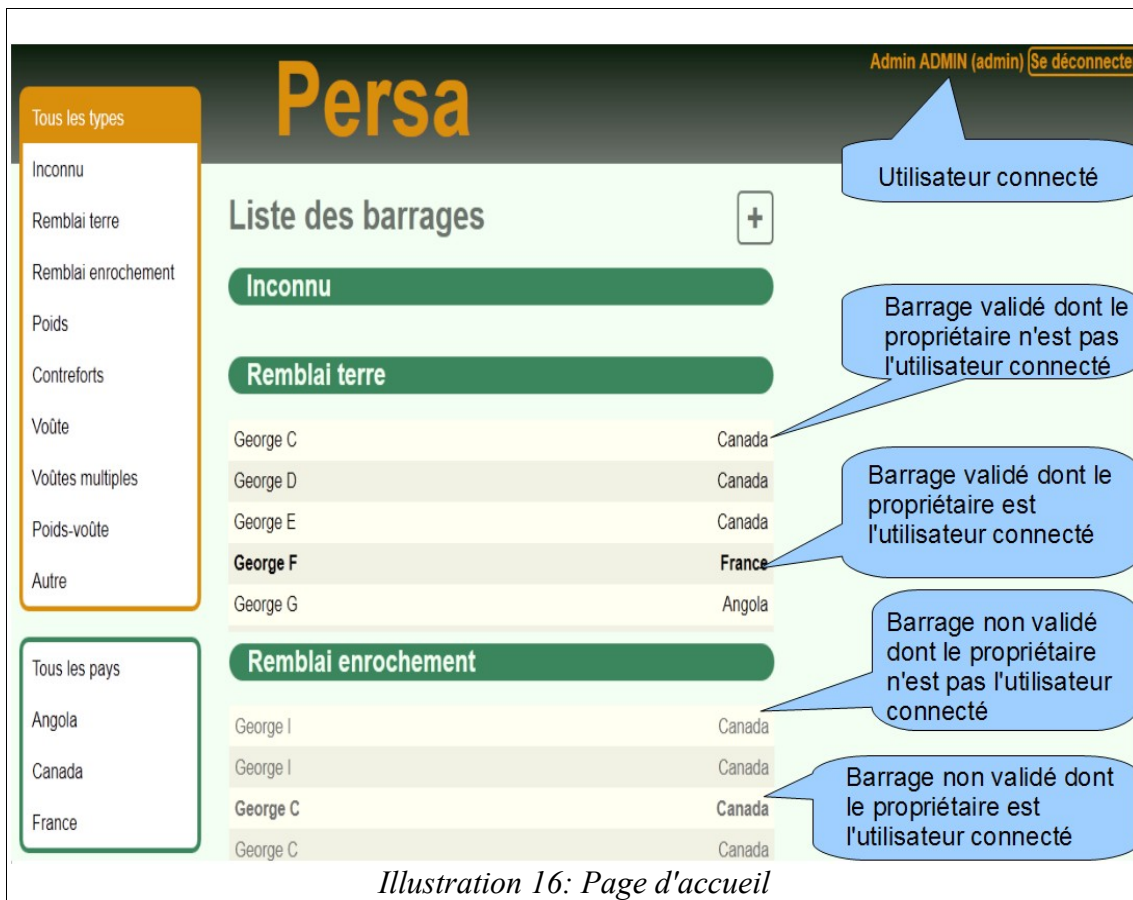 Persa
Admin ADMIN (admin) Se déconnecte
Utilisateur connecté
Tous les types
Inconnu
Remblai terre
Remblai enrochement
Poids
Contreforts
Voûte
Voûtes multiples
Poids-voûte
Autre
Tous les pays
Angola
Canada
France
Liste des barrages +
Inconnu
Remblai terre
George C Canada
George D Canada
George E Canada
George F France
George G Angola
Remblai enrochement
George I Canada
George I Canada
George C Canada
George C Canada
Barrage validé dont le
propriétaire n'est pas
l'utilisateur connecté
Barrage validé dont le
propriétaire est
l'utilisateur connecté
Barrage non validé
dont le propriétaire
n'est pas l'utilisateur
connecté
Barrage non validé dont
le propriétaire est
l'utilisateur connecté
Illustration 16: Page d'accueil